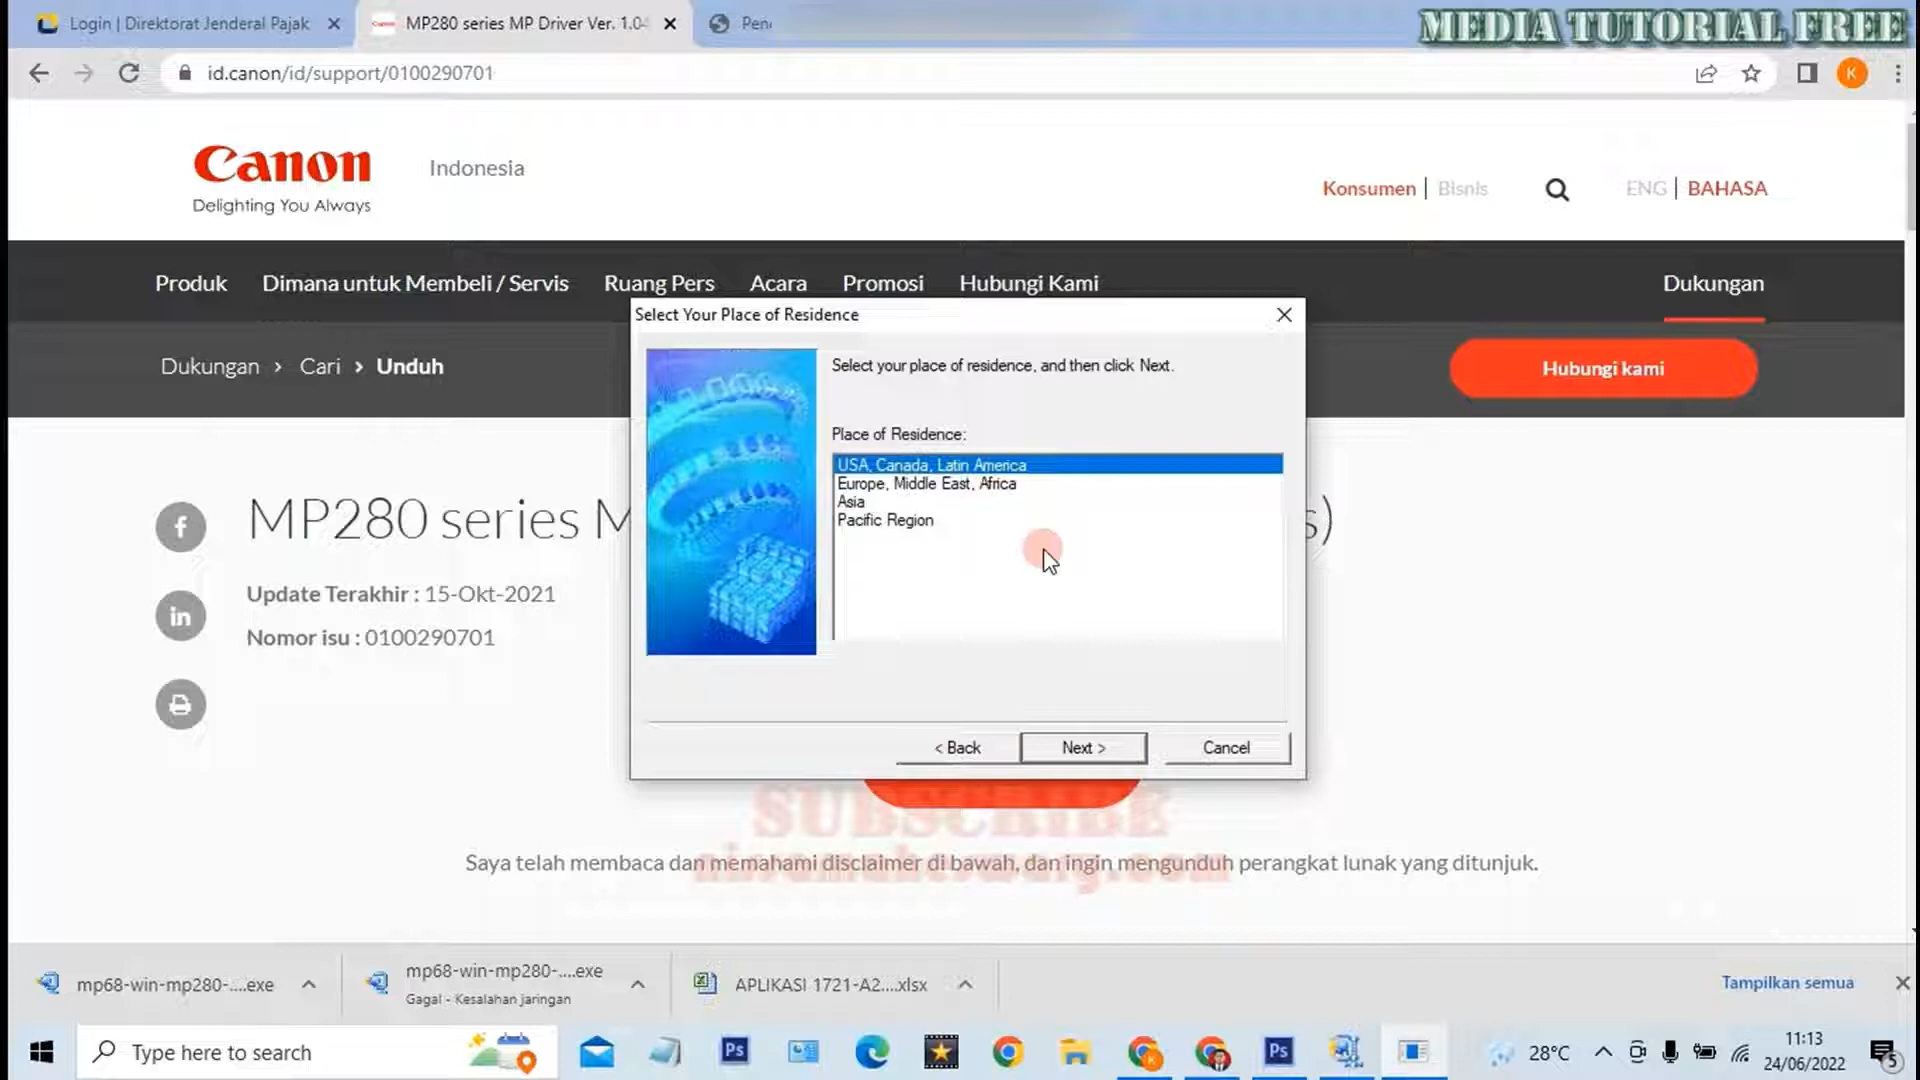 Login | Direktorat Jenderal Pajak
MP280 series MP Driver Ver. 1.04
MEDIA TUTORIAL FREE
id.canon/id/support/0100290701
K
Canon
Delighting You Always
Indonesia
Konsumen | Bisnis
ENG | BAHASA
Produk
Dimana untuk Membeli / Servis
Ruang Pers
Acara
Promosi
Hubungi Kami
Dukungan
Dukungan > Cari > Unduh
Hubungi kami
MP280 series M
s)
Update Terakhir : 15-Okt-2021
Nomor isu : 0100290701
Select Your Place of Residence
Select your place of residence, and then click Next.
Place of Residence:
USA, Canada, Latin America
Europe, Middle East, Africa
Asia
Pacific Region
< Back
Next >
Cancel
SUBSCRIBE
Saya telah membaca dan memahami disclaimer di bawah, dan ingin mengunduh perangkat lunak yang ditunjuk.
mp68-win-mp280-....exe
mp68-win-mp280-....exe
Gagal - Kesalahan jaringan
APLIKASI 1721-A2....xlsx
Tampilkan semua
Type here to search
Ps
K
Ps
28°C
11:13
24/06/2022
5